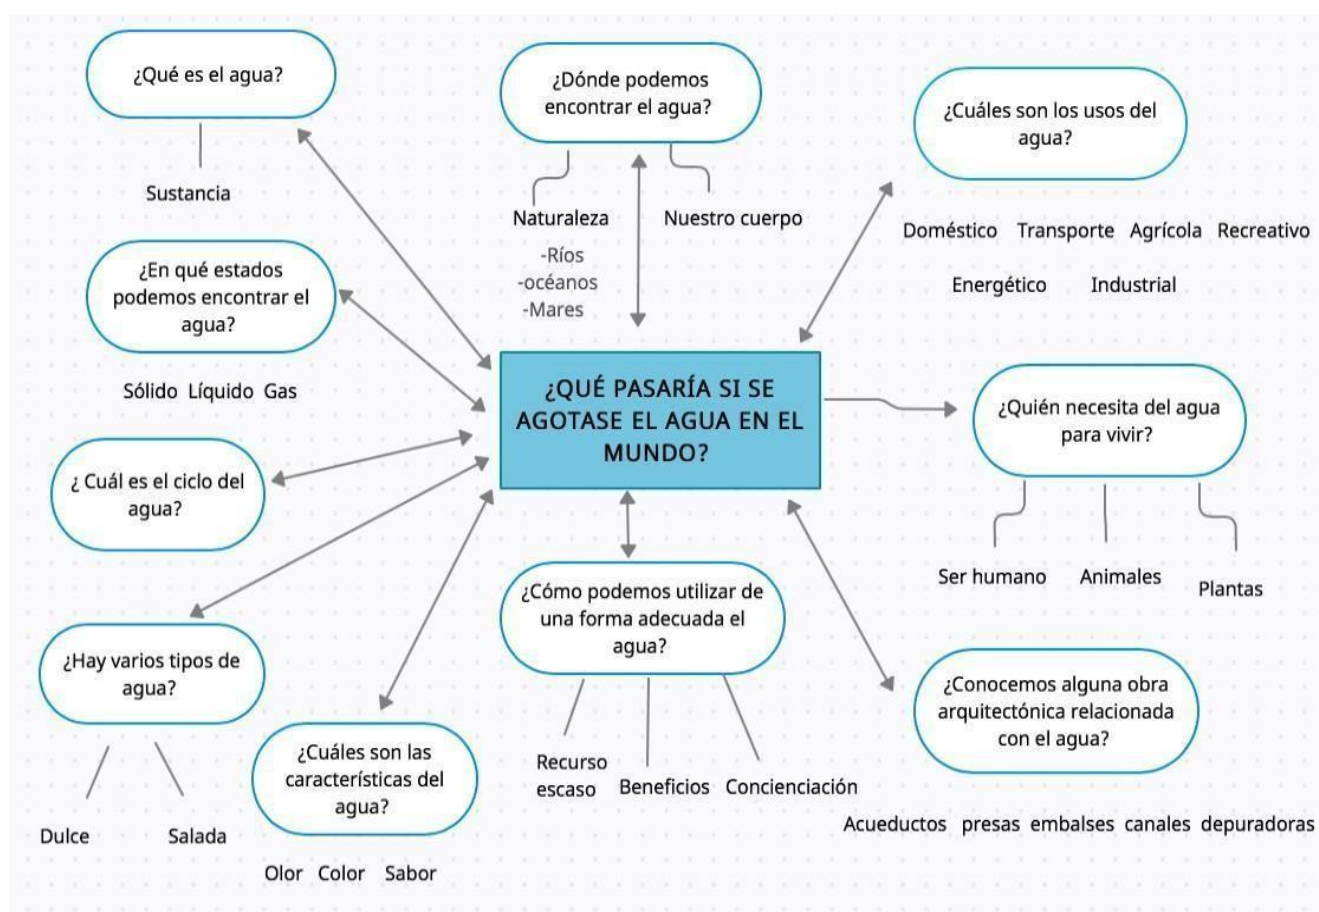 ¿Qué es el agua?
Sustancia
¿Dónde podemos
encontrar el agua?
Naturaleza
-Ríos
-océanos
-Mares
Nuestro cuerpo
¿Cuáles son los usos del
agua?
Doméstico Transporte Agrícola Recreativo
Energético Industrial
¿En qué estados
podemos encontrar el
agua?
Sólido Líquido Gas
¿QUÉ PASARÍA SI SE
AGOTASE EL AGUA EN EL
MUNDO?
¿Quién necesita del agua
para vivir?
Ser humano Animales Plantas
¿ Cuál es el ciclo del
agua?
¿Hay varios tipos de
agua?
Dulce Salada
¿Cuáles son las
características del
agua?
Olor Color Sabor
¿Cómo podemos utilizar de
una forma adecuada el
agua?
Recurso
escaso
Beneficios
Concienciación
¿Conocemos alguna obra
arquitectónica relacionada
con el agua?
Acueductos presas embalses canales depuradoras